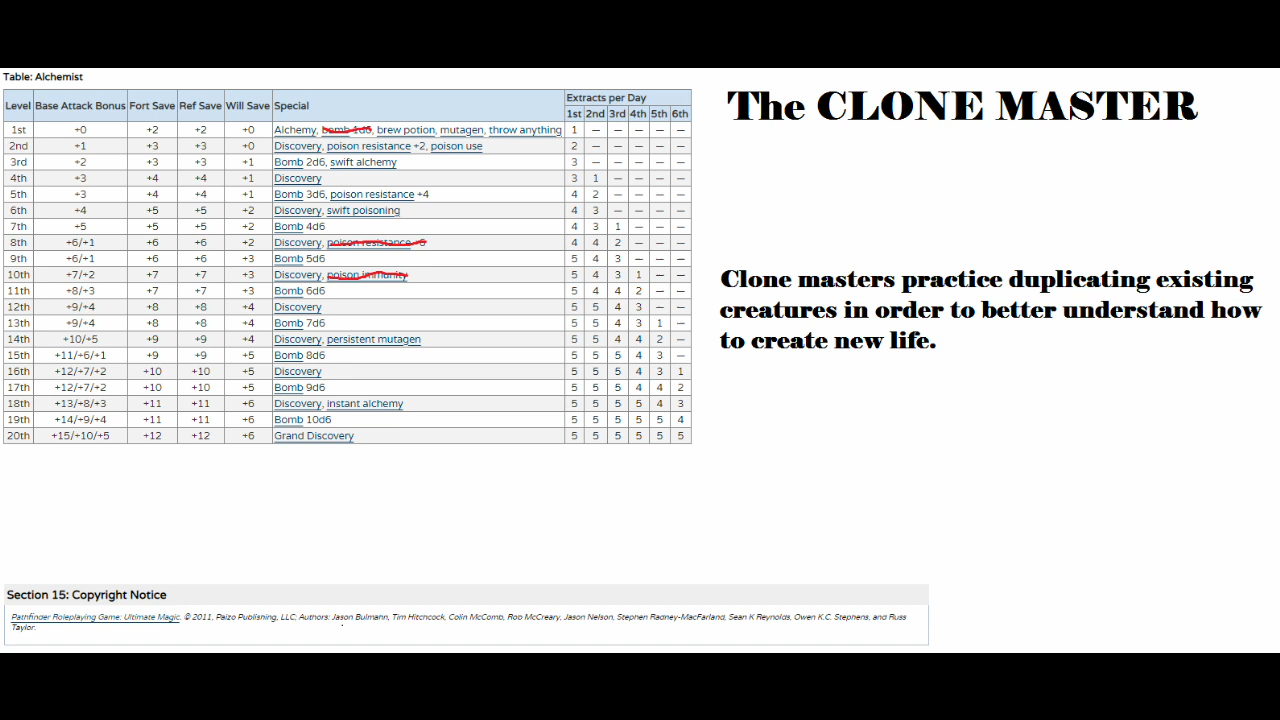 Table: Alchemist
The CLONE MASTER
Level Base Attack Bonus Fort Save Ref Save Will Save Special Extracts per Day
1st 2nd 3rd 4th 5th 6th
1st +0 +2 +2 +0 Alchemy, bomb 1d6, brew potion, mutagen, throw anything 1 — — — — —
2nd +1 +3 +3 +0 Discovery, poison resistance +2, poison use 2 — — — — —
3rd +2 +3 +3 +1 Bomb 2d6, swift alchemy 3 — — — — —
4th +3 +4 +4 +1 Discovery 3 1 — — — —
5th +3 +4 +4 +1 Bomb 3d6, poison resistance +4 4 2 — — — —
6th +4 +5 +5 +2 Discovery, swift poisoning 4 3 — — — —
7th +5 +5 +5 +2 Bomb 4d6 4 3 1 — — —
8th +6/+1 +6 +6 +2 Discovery, poison resistance 4 4 2 — — —
9th +6/+1 +6 +6 +3 Bomb 5d6 5 4 3 — — —
10th +7/+2 +7 +7 +3 Discovery, poison immunity 5 4 3 1 — —
11th +8/+3 +7 +7 +3 Bomb 6d6 5 4 4 2 — —
12th +9/+4 +8 +8 +4 Discovery 5 5 4 3 — —
13th +9/+4 +8 +8 +4 Bomb 7d6 5 5 4 3 1 —
14th +10/+5 +9 +9 +4 Discovery, persistent mutagen 5 5 4 4 2 —
15th +11/+6/+1 +9 +9 +5 Bomb 8d6 5 5 5 4 3 —
16th +12/+7/+2 +10 +10 +5 Discovery 5 5 5 4 3 1
17th +12/+7/+2 +10 +10 +5 Bomb 9d6 5 5 5 4 4 2
18th +13/+8/+3 +11 +11 +6 Discovery, instant alchemy 5 5 5 5 4 3
19th +14/+9/+4 +11 +11 +6 Bomb 10d6 5 5 5 5 5 4
20th +15/+10/+5 +12 +12 +6 Grand Discovery 5 5 5 5 5 5
Clone masters practice duplicating existing
creatures in order to better understand how
to create new life.
Section 15: Copyright Notice
Pathfinder Roleplaying Game: Ultimate Magic. © 2011, Paizo Publishing, LLC; Authors: Jason Bulmann, Tim Hitchcock, Colin McComb, Rob McCreary, Jason Nelson, Stephen Radney-MacFarland, Sean K Reynolds, Owen K.C. Stephens, and Russ
Taylor.